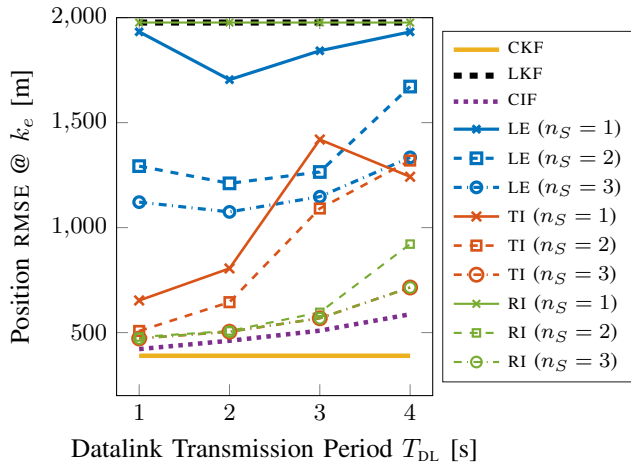 2,000
1,500
1,000
500
Position RMSE @ k_e [m]
1 2 3 4
Datalink Transmission Period T_DL [s]
CKF
LKF
CIF
LE (n_S = 1)
LE (n_S = 2)
LE (n_S = 3)
TI (n_S = 1)
TI (n_S = 2)
TI (n_S = 3)
RI (n_S = 1)
RI (n_S = 2)
RI (n_S = 3)